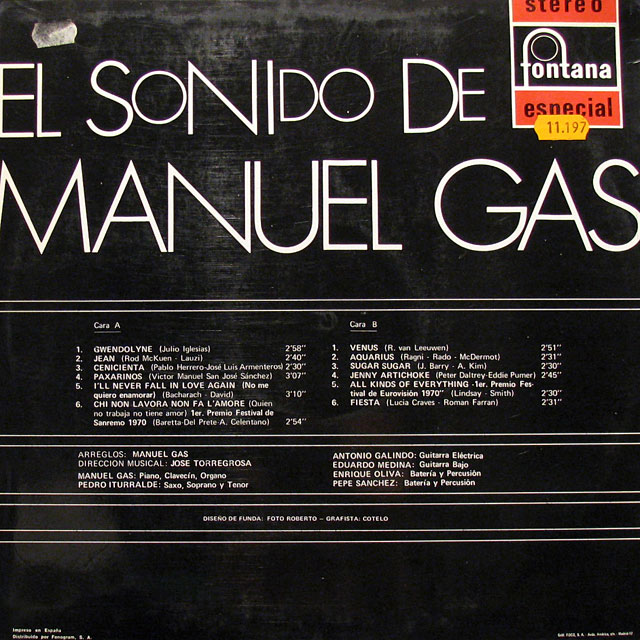 stereo
fontana
especial
11.197
EL SONIDO DE
MANUEL GAS
Cara A
1. GWENDOLYNE (Julio Iglesias) 2'58"
2. JEAN (Rod McKuen - Lauzi) 2'40"
3. CENICIENTA (Pablo Herrero-José Luis Armenteros) 2'30"
4. PAXARINOS (Víctor Manuel San José Sánchez) 3'07"
5. I'LL NEVER FALL IN LOVE AGAIN (No me
quiero enamorar) (Bacharach - David) 3'10"
6. CHI NON LAVORA NON FA L'AMORE (Quien
no trabaja no tiene amor) 1er. Premio Festival de
Sanremo 1970 (Baretta-Del Prete-A. Celentano) 2'54"
Cara B
1. VENUS (R. van Leeuwen) 2'51"
2. AQUARIUS (Ragni - Rado - McDermot) 2'31"
3. SUGAR SUGAR (J. Barry - A. Kim) 2'30"
4. JENNY ARTICHOKE (Peter Daltrey-Eddie Pumer) 2'45"
5. ALL KINDS OF EVERYTHING -1er. Premio Fes-
tival de Eurovisión 1970" (Lindsay - Smith) 2'30"
6. FIESTA (Lucia Craves - Roman Farran) 2'31"
ARREGLOS: MANUEL GAS
DIRECCION MUSICAL: JOSE TORREGROSA
MANUEL GAS: Piano, Clavecín, Organo
PEDRO ITURRALDE: Saxo, Soprano y Tenor
ANTONIO GALINDO: Guitarra Eléctrica
EDUARDO MEDINA: Guitarra Bajo
ENRIQUE OLIVA: Batería y Percusión
PEPE SANCHEZ: Batería y Percusión
DISEÑO DE FUNDA: FOTO ROBERTO - GRAFISTA: COTELO
Impreso en España
Distribuido por Fonogram, S. A.